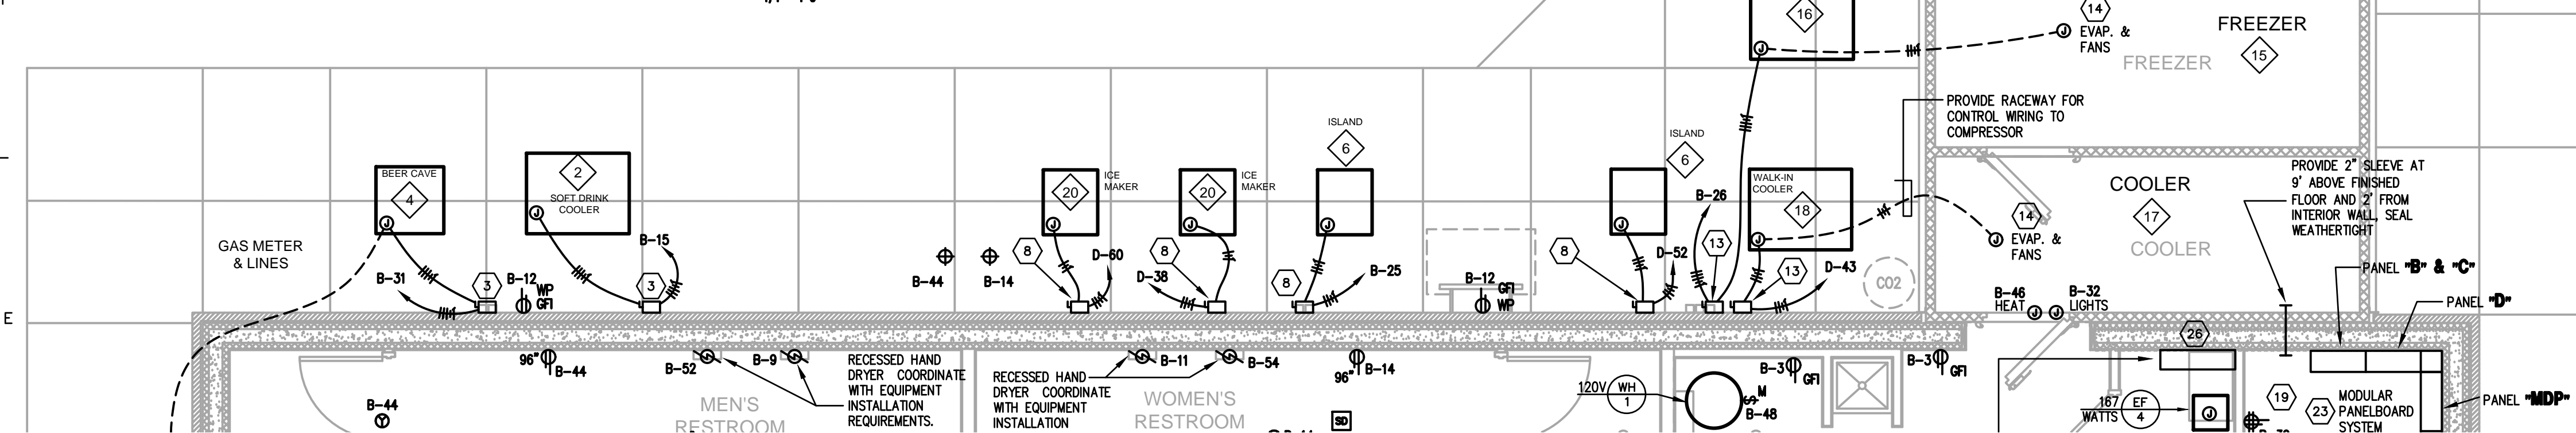 16
14
EVAP. &
FANS
FREEZER
15
FREEZER
PROVIDE RACEWAY FOR
CONTROL WIRING TO
COMPRESSOR
BEER CAVE
4
2
SOFT DRINK
COOLER
20
ICE
MAKER
20
ICE
MAKER
ISLAND
6
ISLAND
6
B-26
WALK-IN
COOLER
18
COOLER
17
COOLER
14
EVAP. &
FANS
PROVIDE 2" SLEEVE AT
9' ABOVE FINISHED
FLOOR AND 2' FROM
INTERIOR WALL, SEAL
WEATHERTIGHT
GAS METER
& LINES
B-31
3
B-12
WP
GFI
B-15
3
B-44
B-14
8
D-60
8
D-38
8
B-25
B-12
GFI
WP
8
D-52
13
13
D-43
CO2
B-46
HEAT
B-32
LIGHTS
PANEL "B" & "C"
PANEL "D"
E
96"
B-44
B-52
B-9
RECESSED HAND
DRYER COORDINATE
WITH EQUIPMENT
INSTALLATION
REQUIREMENTS.
RECESSED HAND
DRYER COORDINATE
WITH EQUIPMENT
INSTALLATION
B-11
B-54
96"
B-14
B-44
MEN'S
RESTROOM
WOMEN'S
RESTROOM
SD
120V
WH
1
M
B-48
B-3
GFI
B-3
GFI
26
187
WATTS
EF
4
J
19
23
MODULAR
PANELBOARD
SYSTEM
PANEL "MDP"